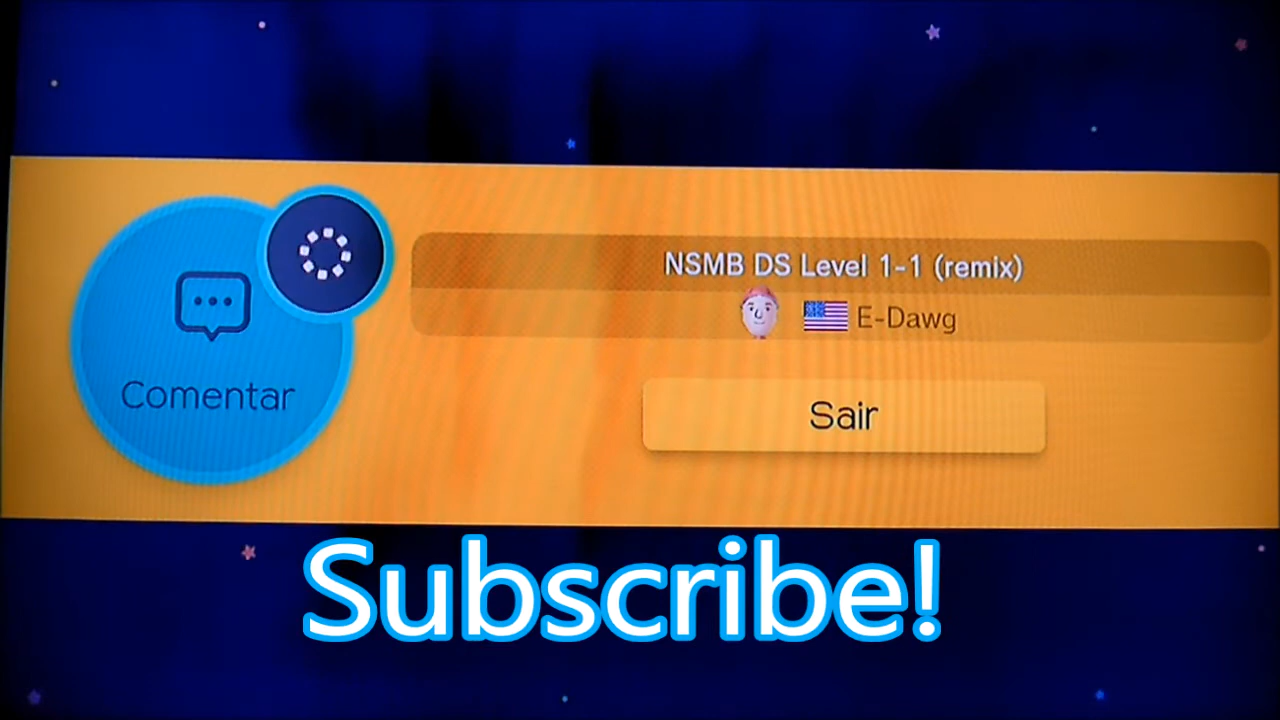 NSMB DS Level 1-1 (remix)
E-Dawg
Comentar
Sair
Subscribe!